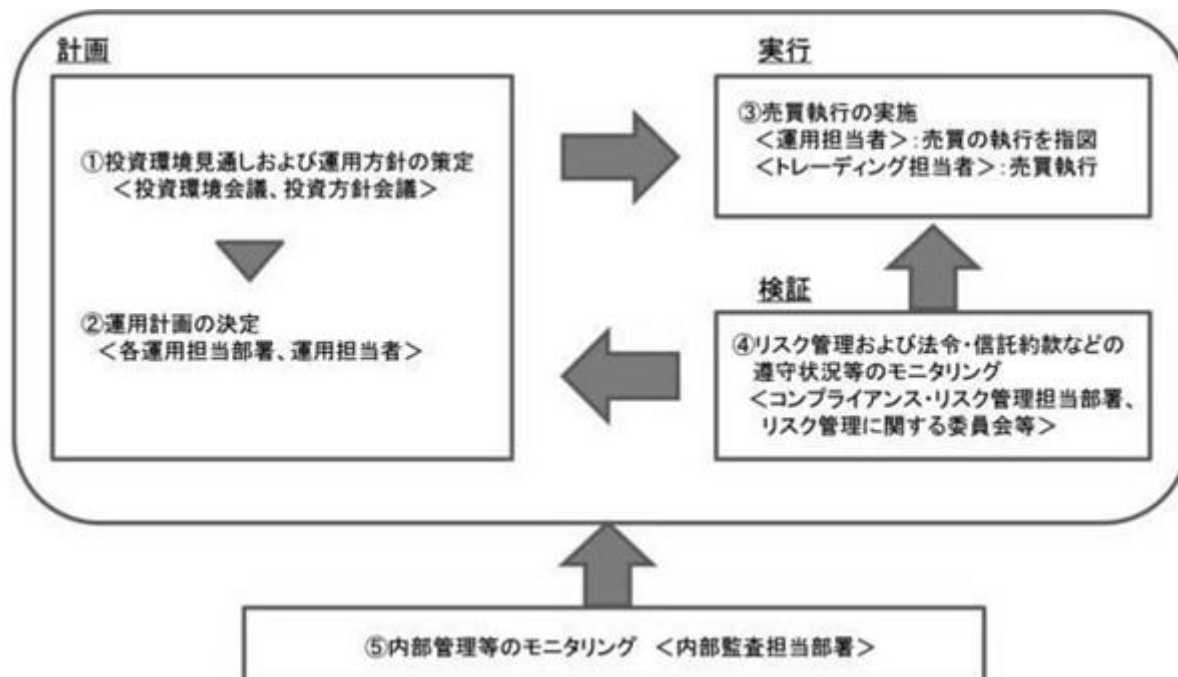 計画
①投資環境見通しおよび運用方針の策定
<投資環境会議、投資方針会議>
②運用計画の決定
<各運用担当部署、運用担当者>
実行
③売買執行の実施
<運用担当者>:売買の執行を指図
<トレーディング担当者>:売買執行
検証
④リスク管理および法令・信託約款などの
遵守状況等のモニタリング
<コンプライアンス・リスク管理担当部署、
リスク管理に関する委員会等>
⑤内部管理等のモニタリング <内部監査担当部署>